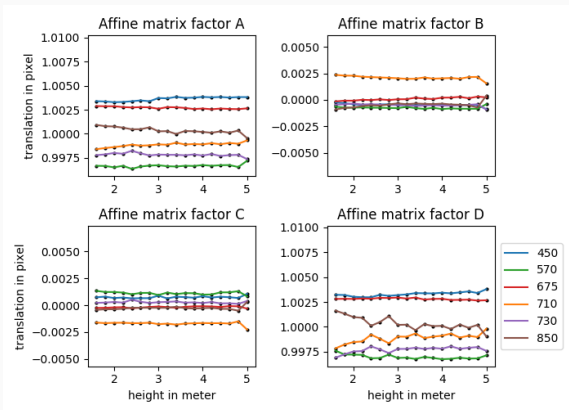 Affine matrix factor A
Affine matrix factor B
1.0100
1.0075
1.0050
1.0025
1.0000
0.9975
translation in pixel
2 3 4 5
0.0050
0.0025
0.0000
−0.0025
−0.0050
2 3 4 5
Affine matrix factor C
Affine matrix factor D
0.0050
0.0025
0.0000
−0.0025
−0.0050
translation in pixel
2 3 4 5
height in meter
1.0100
1.0075
1.0050
1.0025
1.0000
0.9975
2 3 4 5
height in meter
450
570
675
710
730
850